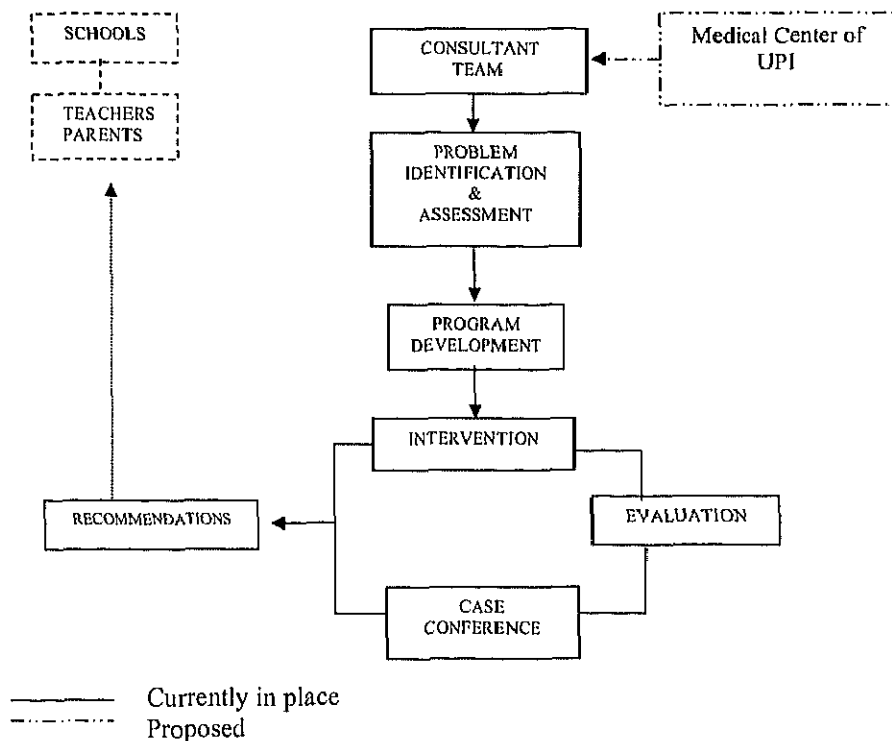 SCHOOLS
TEACHERS
PARENTS
CONSULTANT
TEAM
Medical Center of
UPI
PROBLEM
IDENTIFICATION
&
ASSESSMENT
PROGRAM
DEVELOPMENT
INTERVENTION
RECOMMENDATIONS
EVALUATION
CASE
CONFERENCE
Currently in place
Proposed